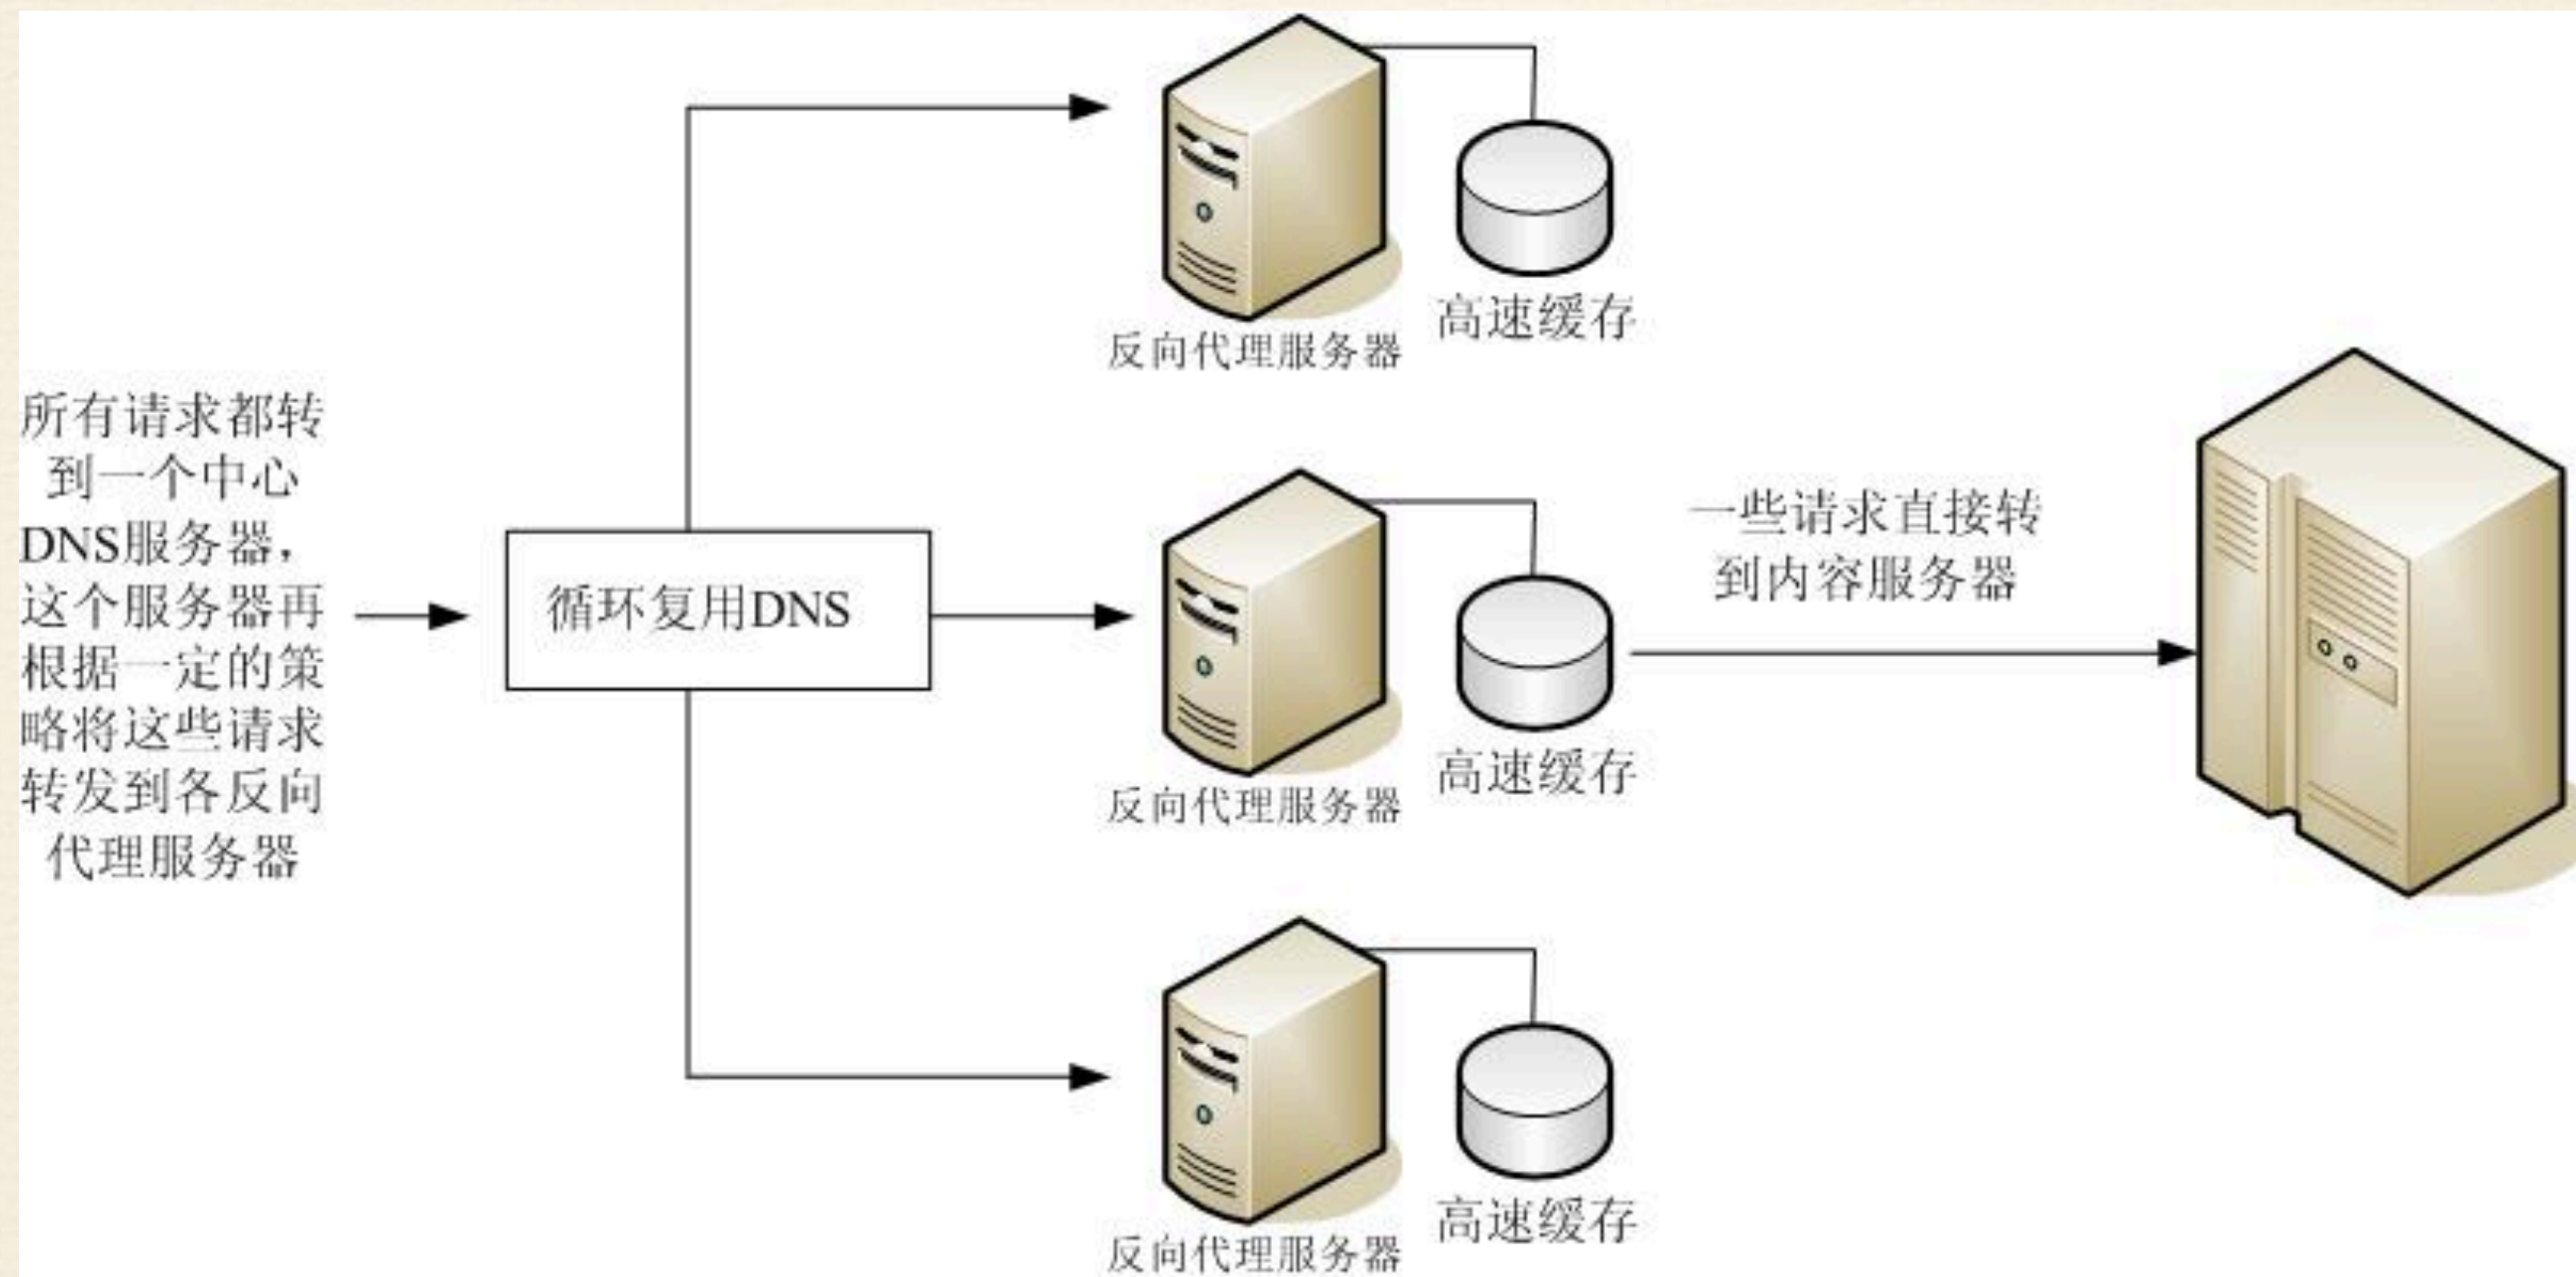 所有请求都转
到一个中心
DNS服务器，
这个服务器再
根据一定的策
略将这些请求
转发到各反向
代理服务器
循环复用DNS
反向代理服务器
高速缓存
反向代理服务器
高速缓存
一些请求直接转
到内容服务器
反向代理服务器
高速缓存